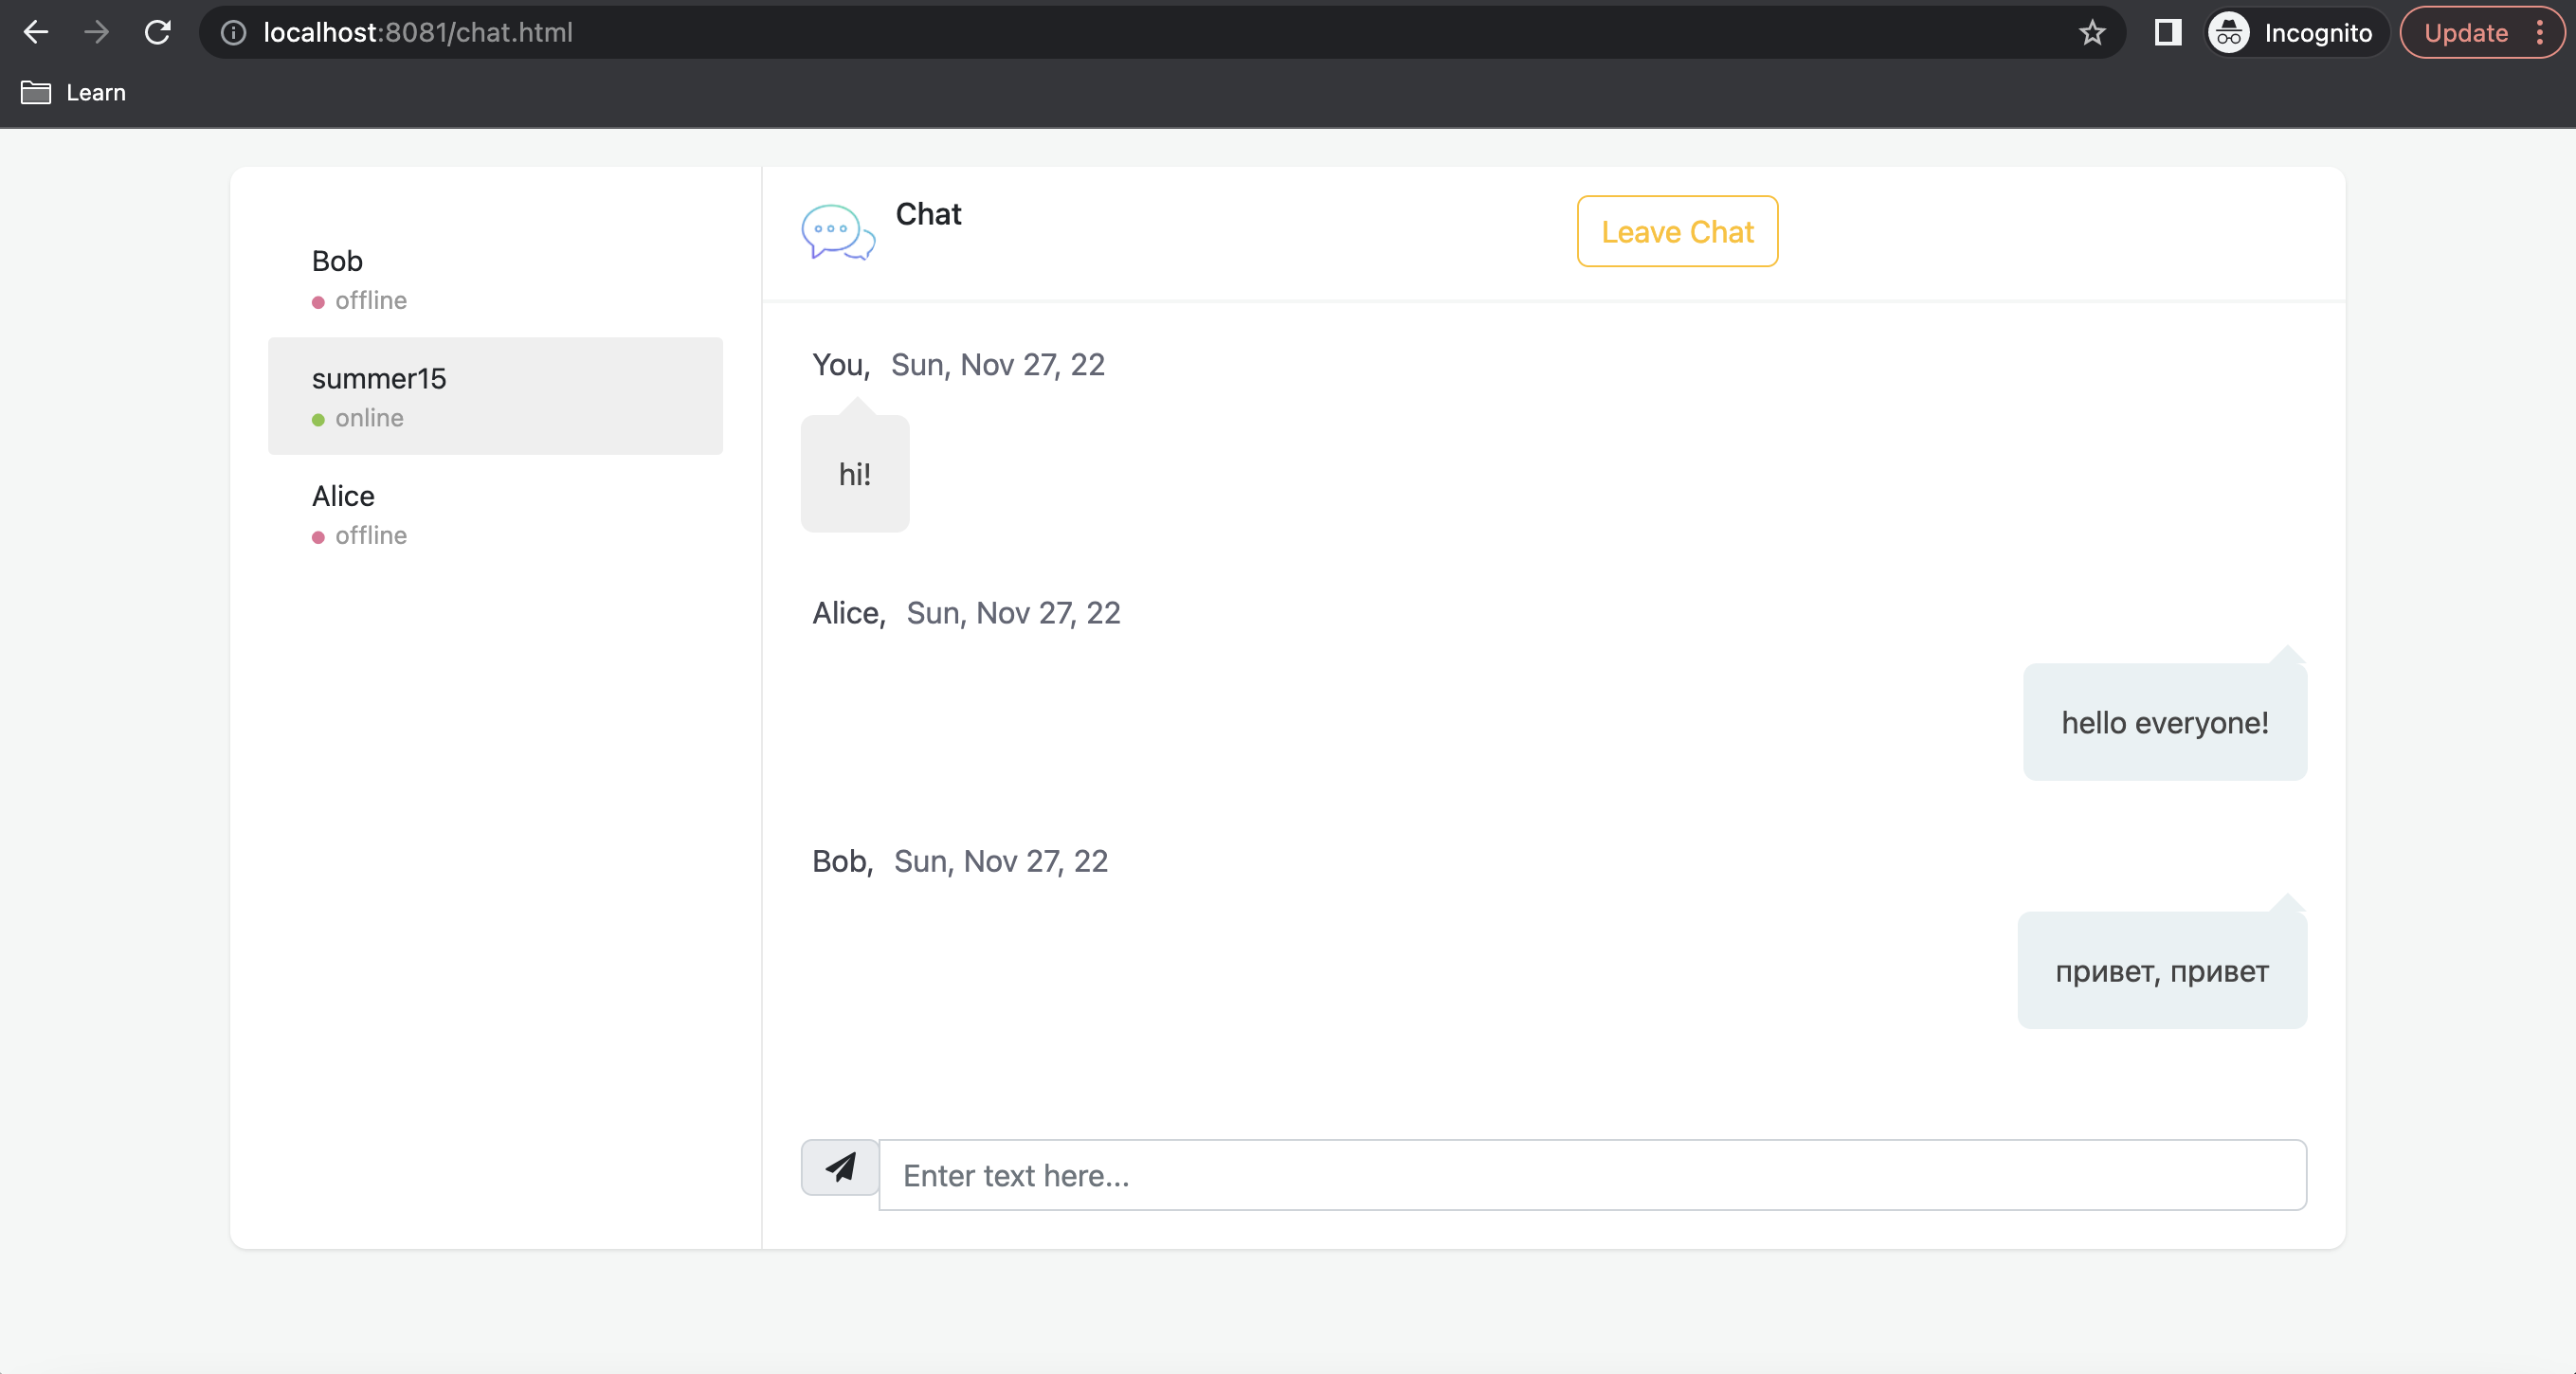 localhost:8081/chat.html
Incognito
Update
Learn
Bob
offline
summer15
online
Alice
offline
Chat
Leave Chat
You, Sun, Nov 27, 22
hi!
Alice, Sun, Nov 27, 22
hello everyone!
Bob, Sun, Nov 27, 22
привет, привет
Enter text here...